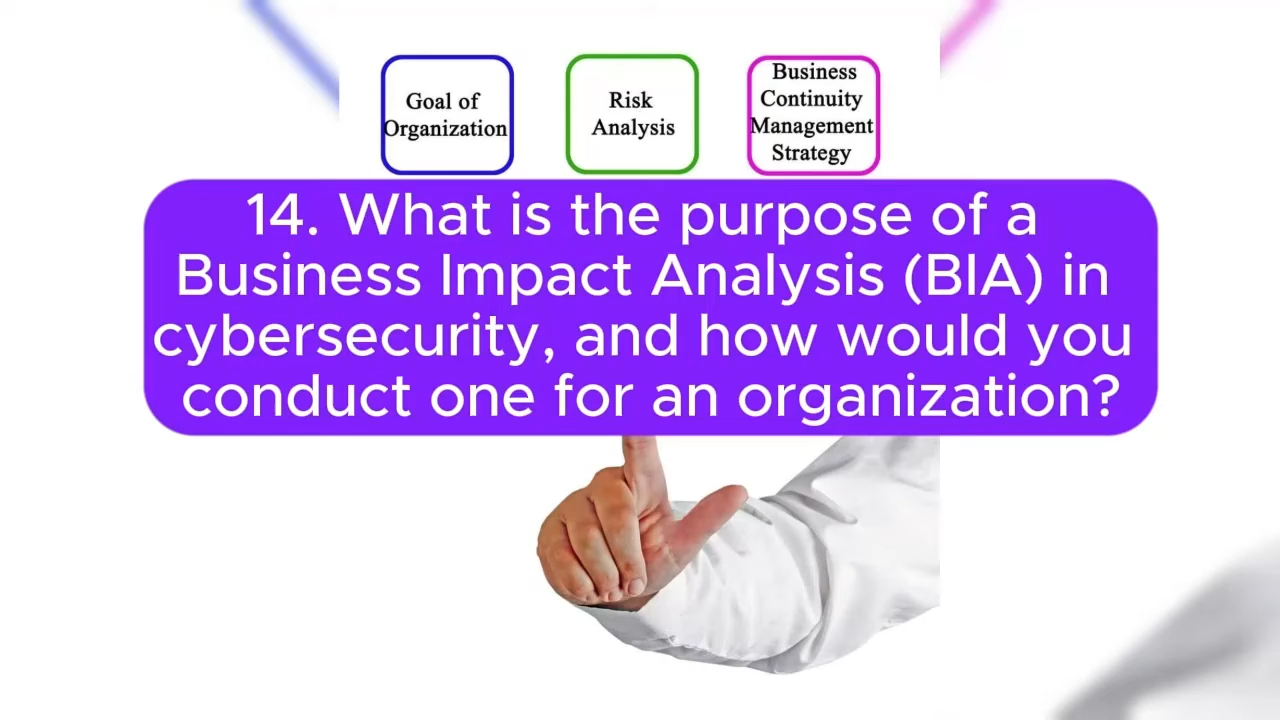 Goal of
Organization
Risk
Analysis
Business
Continuity
Management
Strategy
14. What is the purpose of a
Business Impact Analysis (BIA) in
cybersecurity, and how would you
conduct one for an organization?